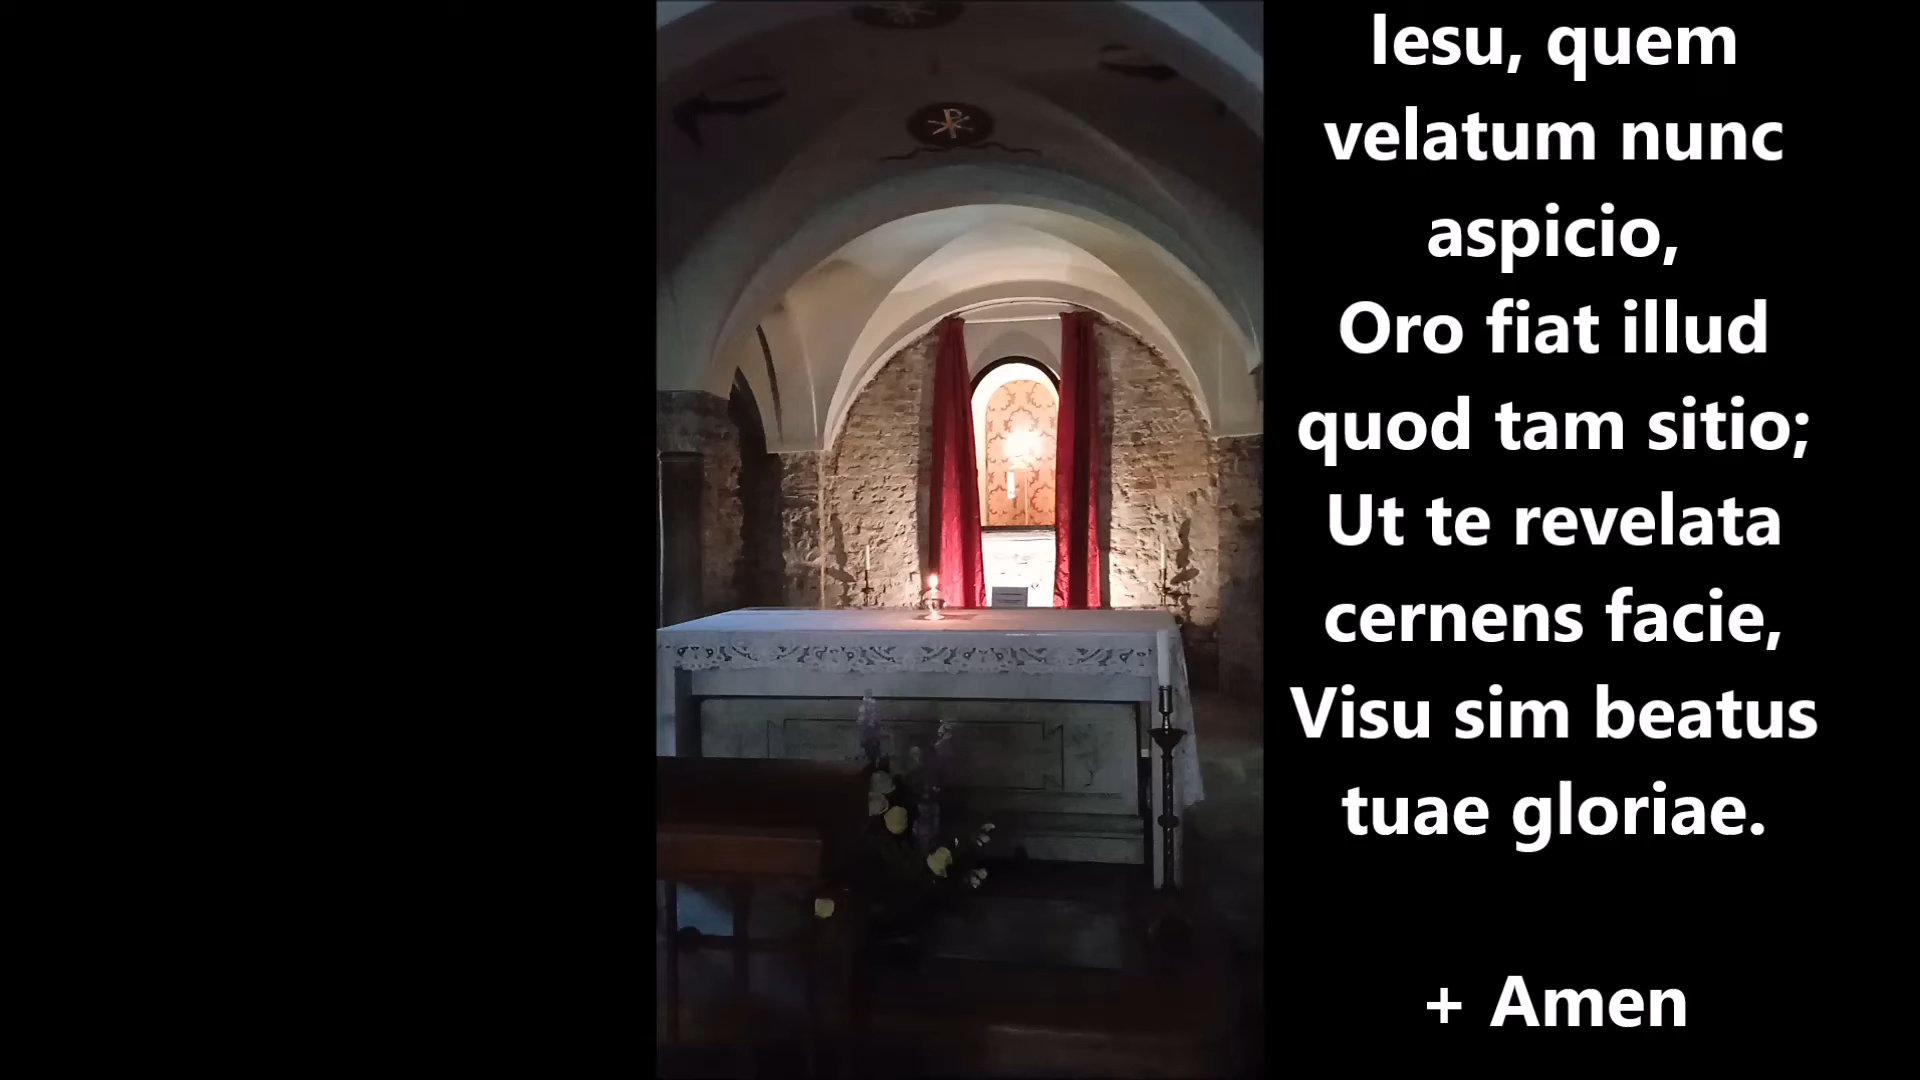 Iesu, quem
velatum nunc
aspicio,
Oro fiat illud
quod tam sitio;
Ut te revelata
cernens facie,
Visu sim beatus
tuae gloriae.
+ Amen